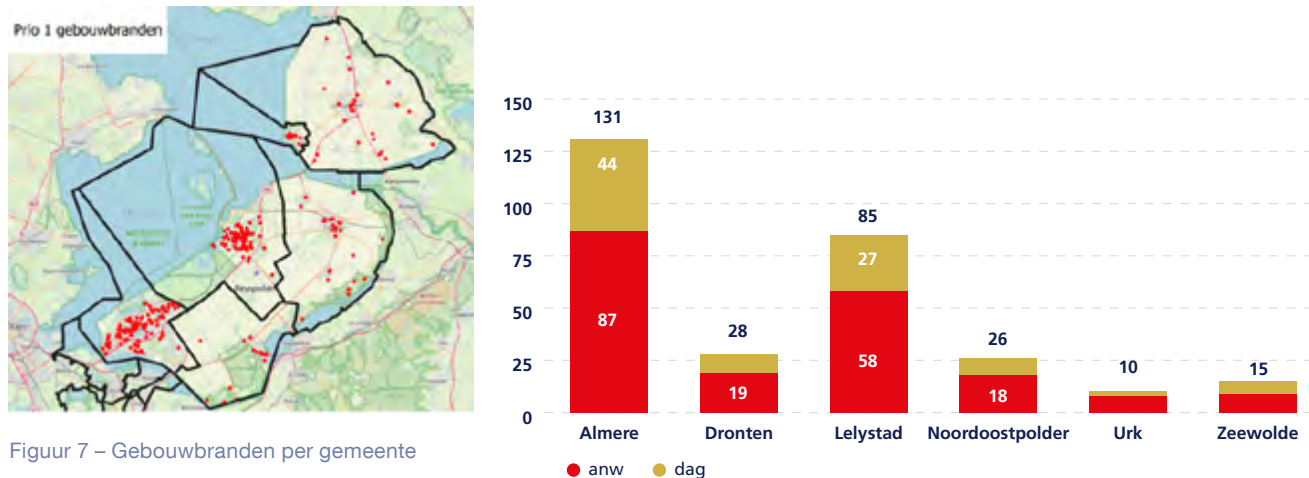 Prio 1 gebouwbranden
Figuur 7 – Gebouwbranden per gemeente
150
125
100
75
50
25
0
131
44
87
28
19
85
27
58
26
18
10
15
Almere
Dronten
Lelystad
Noordoostpolder
Urk
Zeewolde
anw
dag